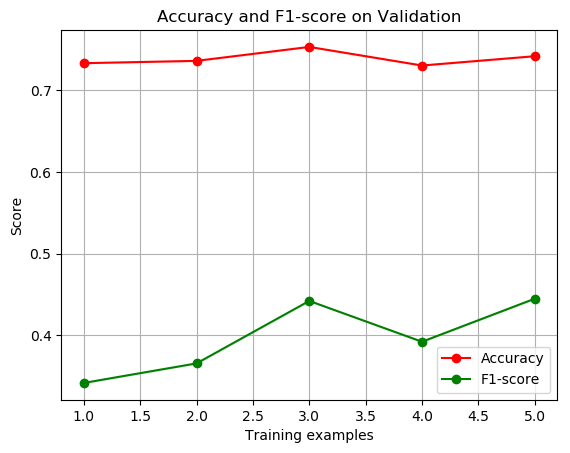 Accuracy and F1-score on Validation
Score
0.7
0.6
0.5
0.4
Accuracy
F1-score
1.0 1.5 2.0 2.5 3.0 3.5 4.0 4.5 5.0
Training examples